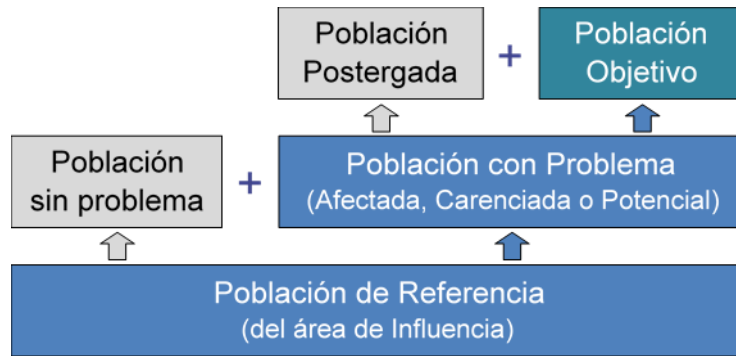 Población
Postergada
+
Población
Objetivo
Población
sin problema
+
Población con Problema
(Afectada, Carenciada o Potencial)
Población de Referencia
(del área de Influencia)